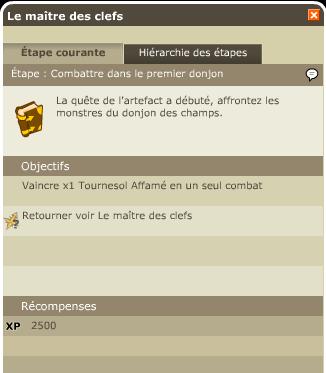 Le maître des clefs
Étape courante
Hiérarchie des étapes
Étape : Combattre dans le premier donjon
La quête de l'artefact a débuté, affrontez les
monstres du donjon des champs.
Objectifs
Vaincre x1 Tournesol Affamé en un seul combat
Retourner voir Le maître des clefs
Récompenses
XP 2500